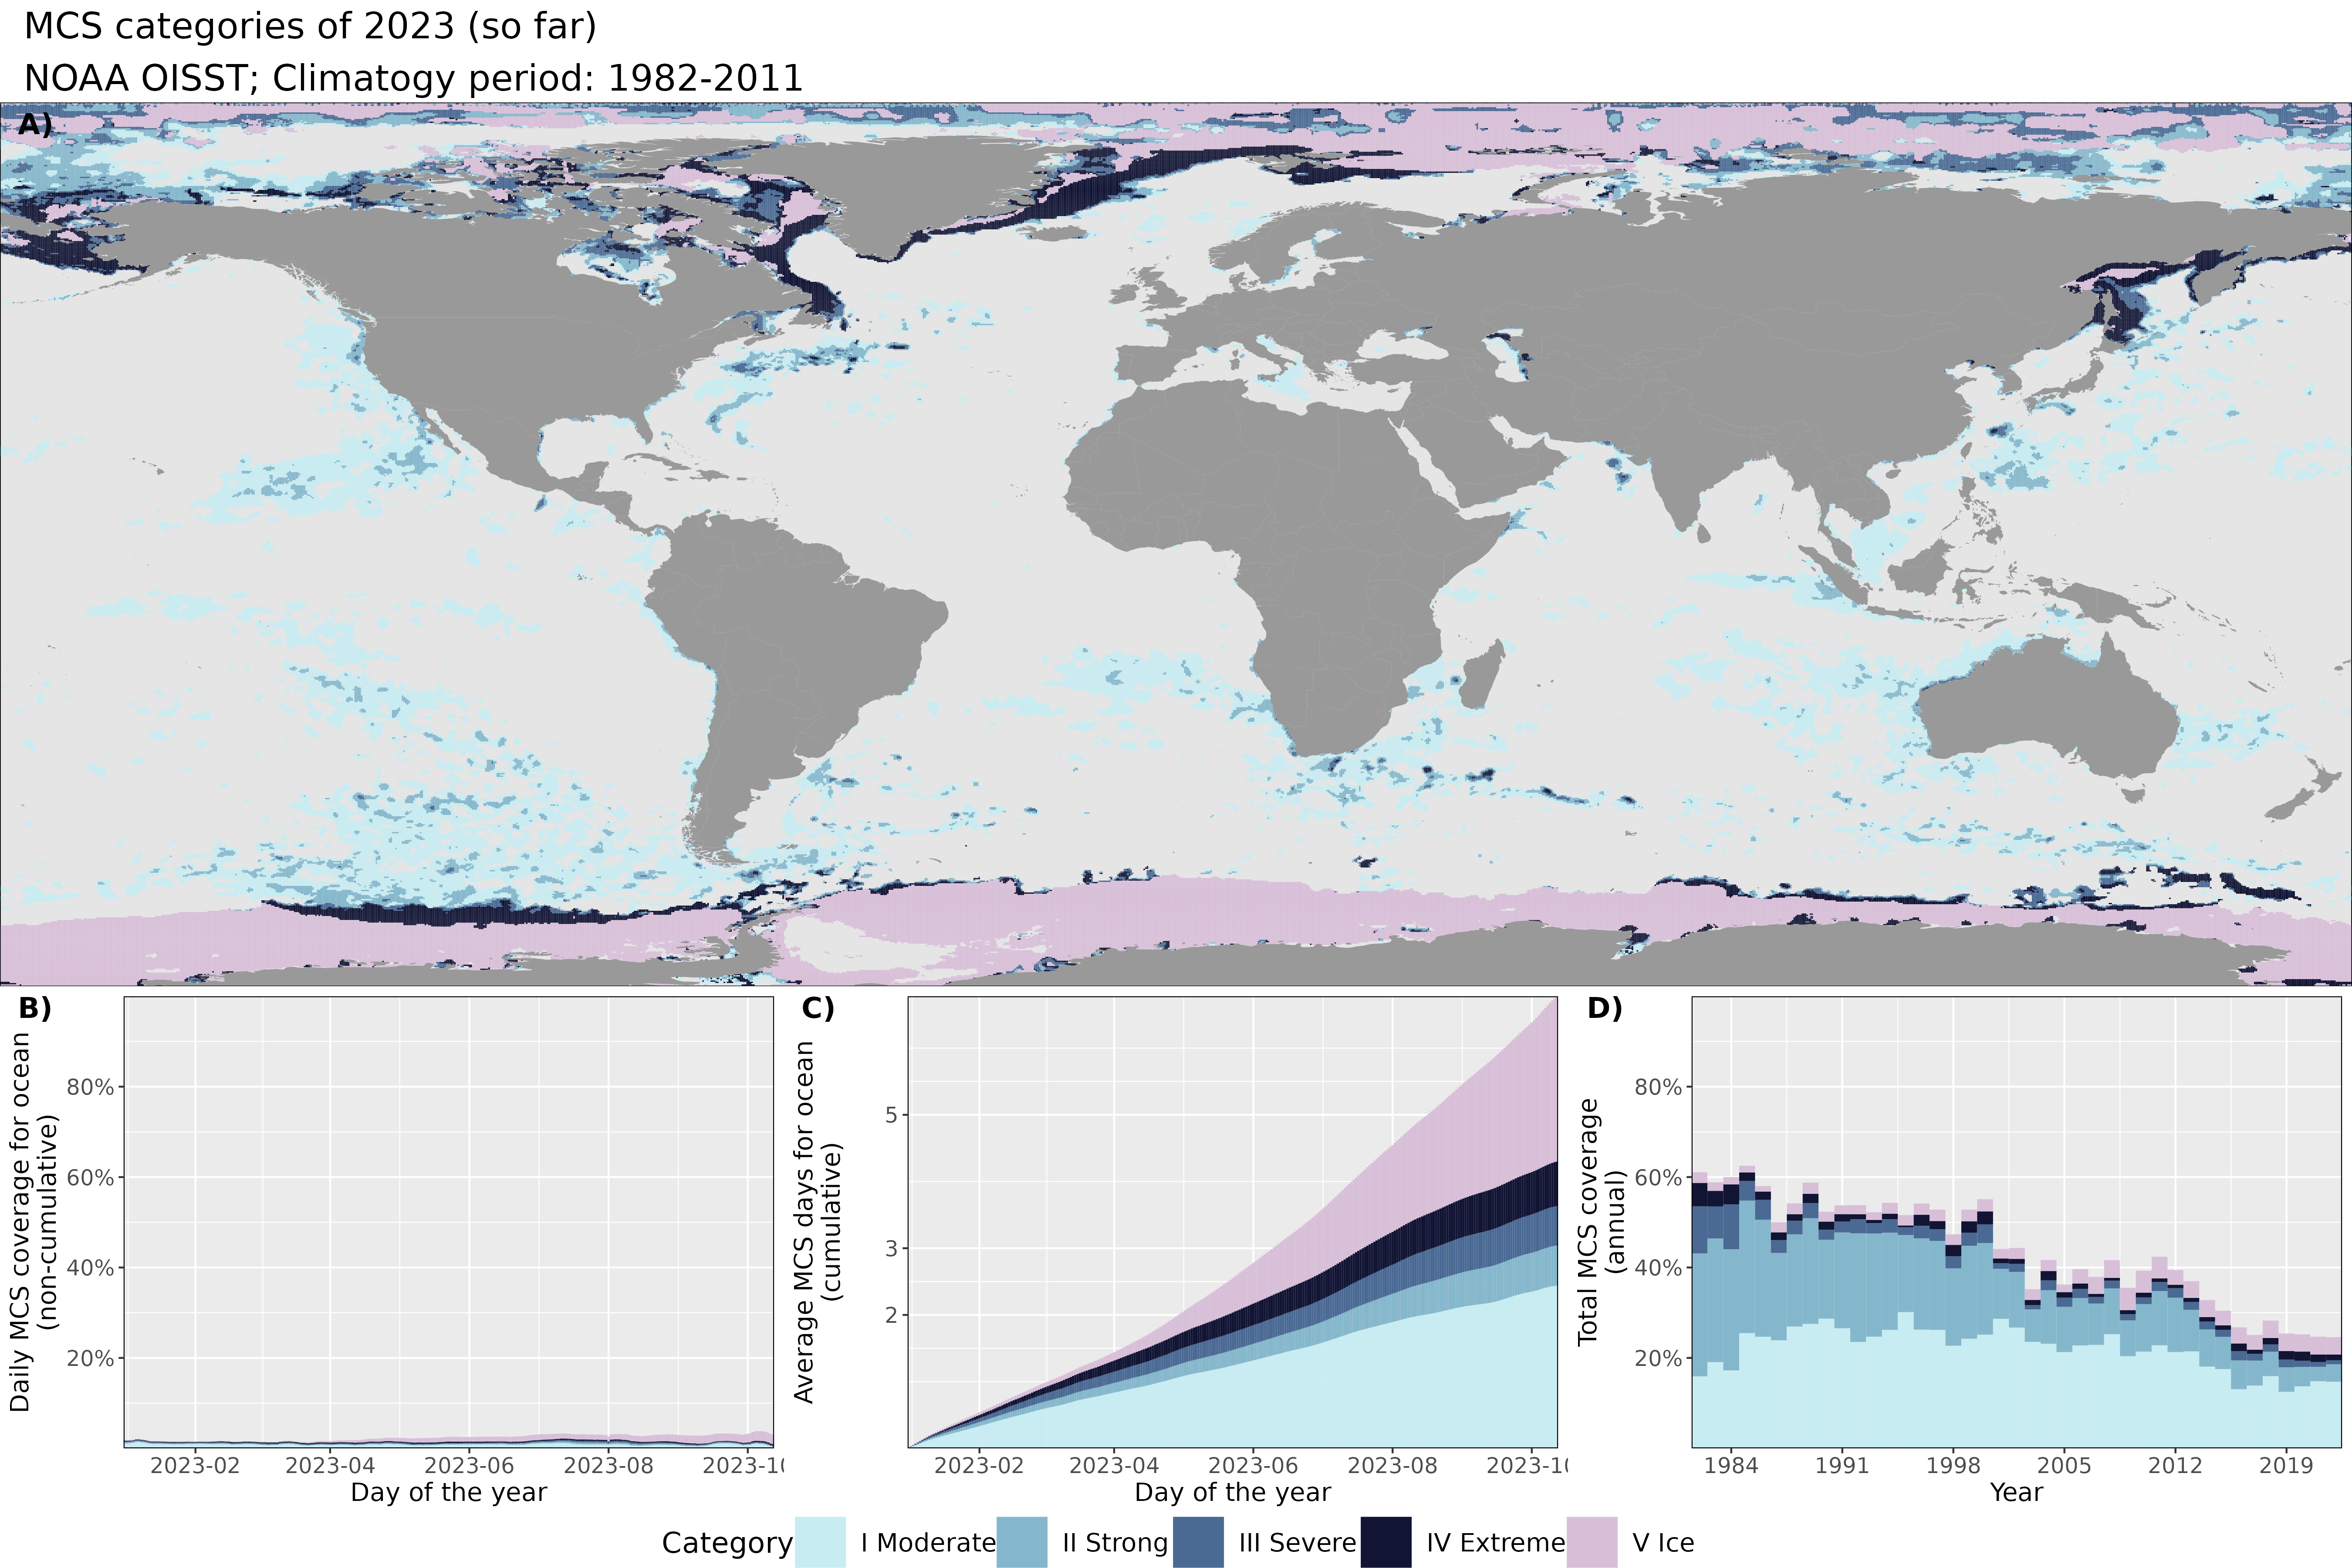 MCS categories of 2023 (so far)
NOAA OISST; Climatogy period: 1982-2011
A)
B)
Daily MCS coverage for ocean
(non-cumulative)
80%
60%
40%
20%
2023-02 2023-04 2023-06 2023-08 2023-1
Day of the year
C)
Average MCS days for ocean
(cumulative)
5
3
2
2023-02 2023-04 2023-06 2023-08 2023-1
Day of the year
D)
Total MCS coverage
(annual)
80%
60%
40%
20%
1984 1991 1998 2005 2012 2019
Year
Category I Moderate II Strong III Severe IV Extreme V Ice